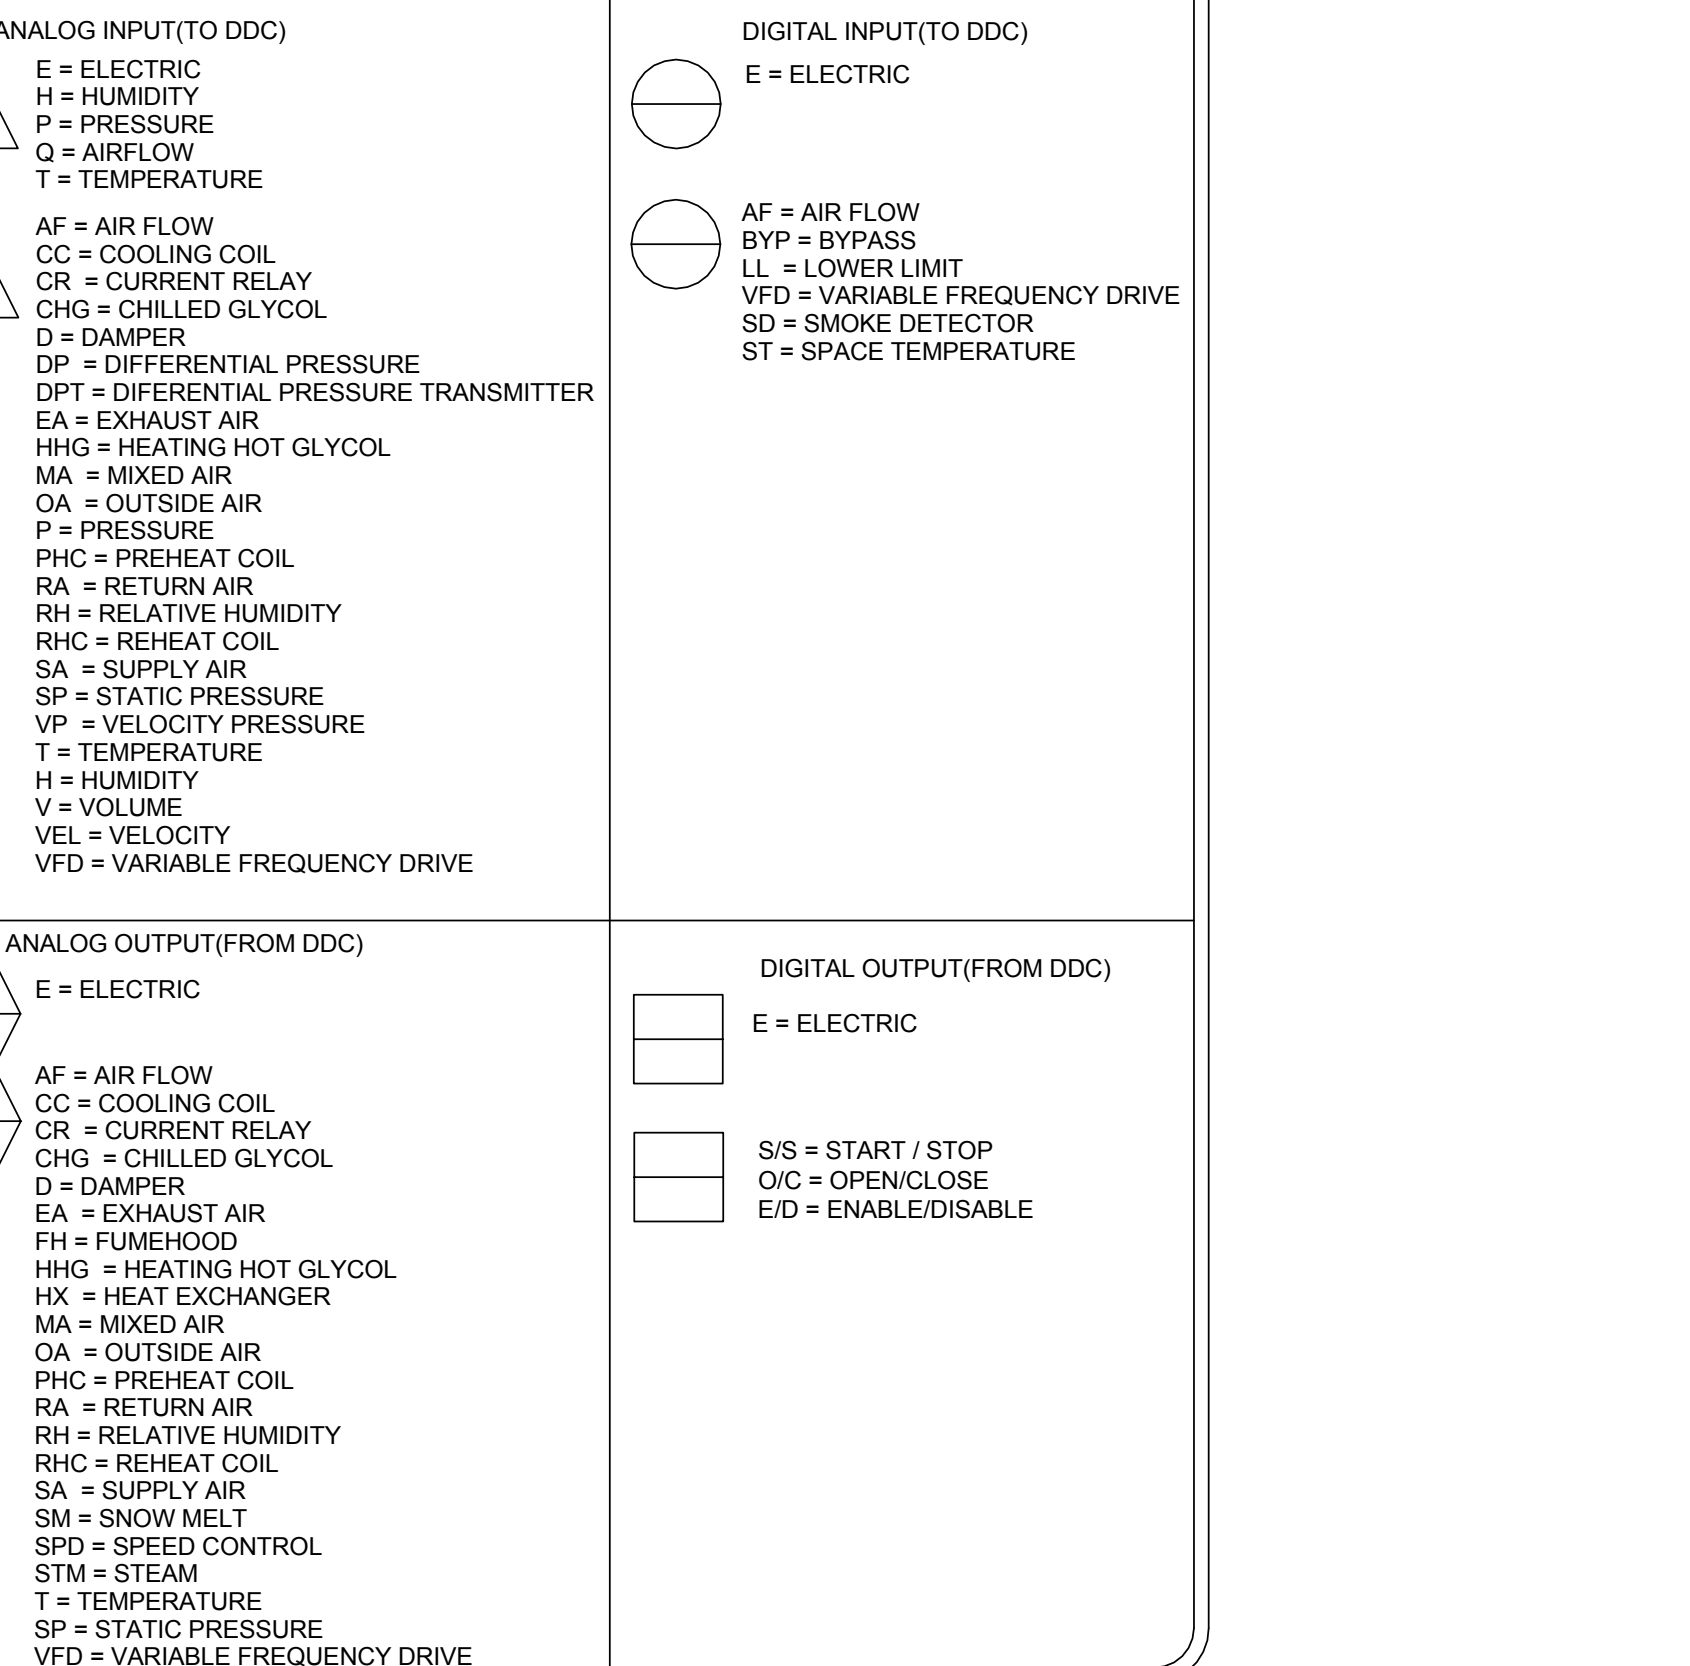 ANALOG INPUT(TO DDC)
E = ELECTRIC
H = HUMIDITY
P = PRESSURE
Q = AIRFLOW
T = TEMPERATURE
AF = AIR FLOW
CC = COOLING COIL
CR = CURRENT RELAY
CHG = CHILLED GLYCOL
D = DAMPER
DP = DIFFERENTIAL PRESSURE
DPT = DIFERENTIAL PRESSURE TRANSMITTER
EA = EXHAUST AIR
HHG = HEATING HOT GLYCOL
MA = MIXED AIR
OA = OUTSIDE AIR
P = PRESSURE
PHC = PREHEAT COIL
RA = RETURN AIR
RH = RELATIVE HUMIDITY
RHC = REHEAT COIL
SA = SUPPLY AIR
SP = STATIC PRESSURE
VP = VELOCITY PRESSURE
T = TEMPERATURE
H = HUMIDITY
V = VOLUME
VEL = VELOCITY
VFD = VARIABLE FREQUENCY DRIVE
DIGITAL INPUT(TO DDC)
E = ELECTRIC
AF = AIR FLOW
BYP = BYPASS
LL = LOWER LIMIT
VFD = VARIABLE FREQUENCY DRIVE
SD = SMOKE DETECTOR
ST = SPACE TEMPERATURE
ANALOG OUTPUT(FROM DDC)
E = ELECTRIC
AF = AIR FLOW
CC = COOLING COIL
CR = CURRENT RELAY
CHG = CHILLED GLYCOL
D = DAMPER
EA = EXHAUST AIR
FH = FUMEHOOD
HHG = HEATING HOT GLYCOL
HX = HEAT EXCHANGER
MA = MIXED AIR
OA = OUTSIDE AIR
PHC = PREHEAT COIL
RA = RETURN AIR
RH = RELATIVE HUMIDITY
RHC = REHEAT COIL
SA = SUPPLY AIR
SM = SNOW MELT
SPD = SPEED CONTROL
STM = STEAM
T = TEMPERATURE
SP = STATIC PRESSURE
VFD = VARIABLE FREQUENCY DRIVE
DIGITAL OUTPUT(FROM DDC)
E = ELECTRIC
S/S = START / STOP
O/C = OPEN/CLOSE
E/D = ENABLE/DISABLE